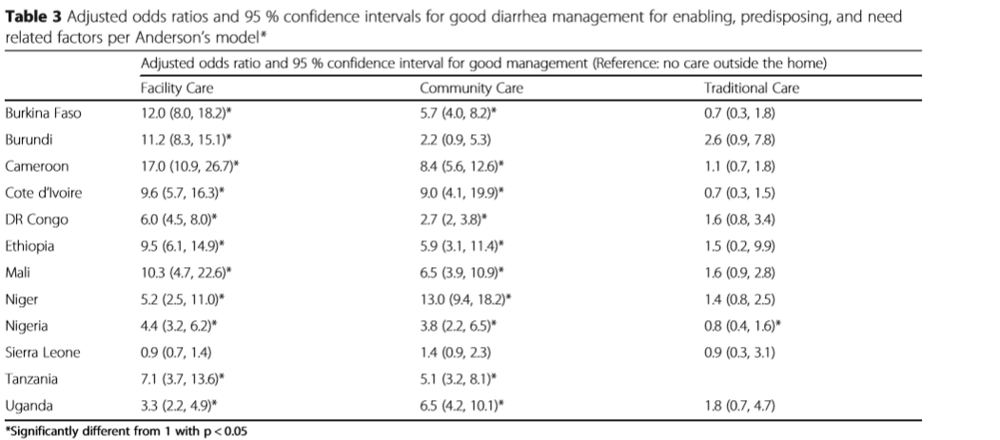 Table 3 Adjusted odds ratios and 95 % confidence intervals for good diarrhea management for enabling, predisposing, and need
related factors per Anderson's model*
Adjusted odds ratio and 95 % confidence interval for good management (Reference: no care outside the home)
Facility Care Community Care Traditional Care
Burkina Faso 12.0 (8.0, 18.2)* 5.7 (4.0, 8.2)* 0.7 (0.3, 1.8)
Burundi 11.2 (8.3, 15.1)* 2.2 (0.9, 5.3) 2.6 (0.9, 7.8)
Cameroon 17.0 (10.9, 26.7)* 8.4 (5.6, 12.6)* 1.1 (0.7, 1.8)
Cote d'Ivoire 9.6 (5.7, 16.3)* 9.0 (4.1, 19.9)* 0.7 (0.3, 1.5)
DR Congo 6.0 (4.5, 8.0)* 2.7 (2, 3.8)* 1.6 (0.8, 3.4)
Ethiopia 9.5 (6.1, 14.9)* 5.9 (3.1, 11.4)* 1.5 (0.2, 9.9)
Mali 10.3 (4.7, 22.6)* 6.5 (3.9, 10.9)* 1.6 (0.9, 2.8)
Niger 5.2 (2.5, 11.0)* 13.0 (9.4, 18.2)* 1.4 (0.8, 2.5)
Nigeria 4.4 (3.2, 6.2)* 3.8 (2.2, 6.5)* 0.8 (0.4, 1.6)*
Sierra Leone 0.9 (0.7, 1.4) 1.4 (0.9, 2.3) 0.9 (0.3, 3.1)
Tanzania 7.1 (3.7, 13.6)* 5.1 (3.2, 8.1)*
Uganda 3.3 (2.2, 4.9)* 6.5 (4.2, 10.1)* 1.8 (0.7, 4.7)
*Significantly different from 1 with p < 0.05